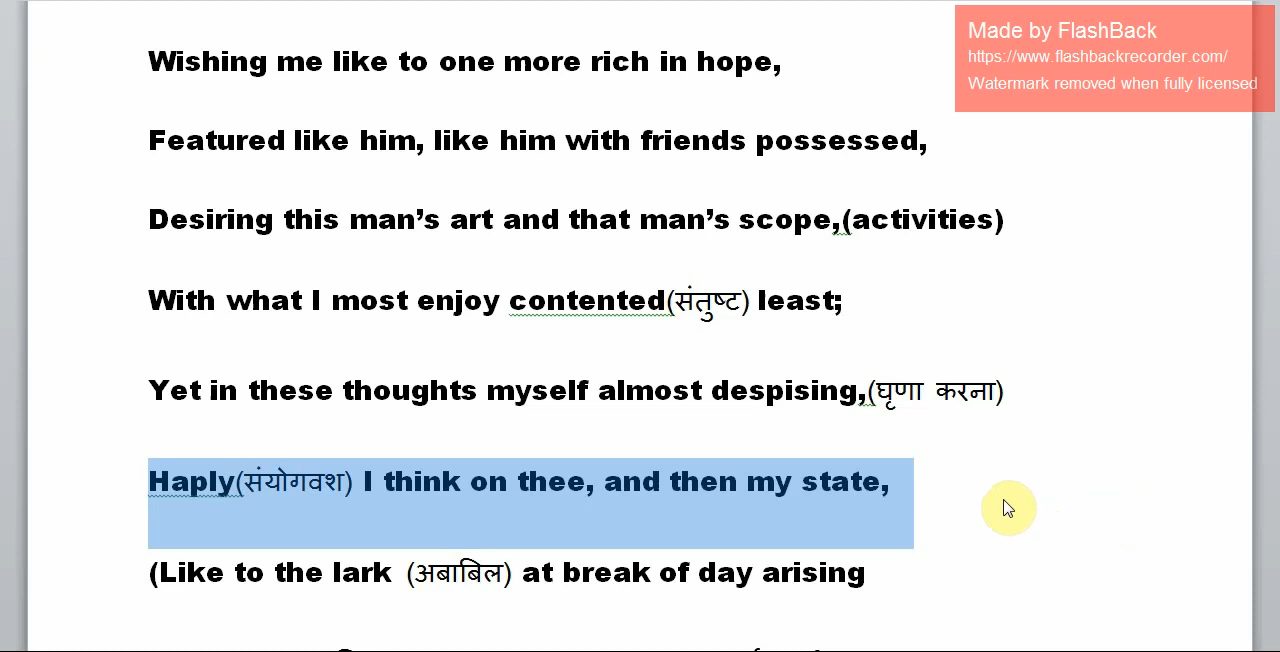 Made by FlashBack
https://www.flashbackrecorder.com/
Watermark removed when fully licensed
Wishing me like to one more rich in hope,
Featured like him, like him with friends possessed,
Desiring this man’s art and that man’s scope,(activities)
With what I most enjoy contented(संतुष्ट) least;
Yet in these thoughts myself almost despising,(घृणा करना)
Haply(संयोगवश) I think on thee, and then my state,
(Like to the lark (अबाबिल) at break of day arising